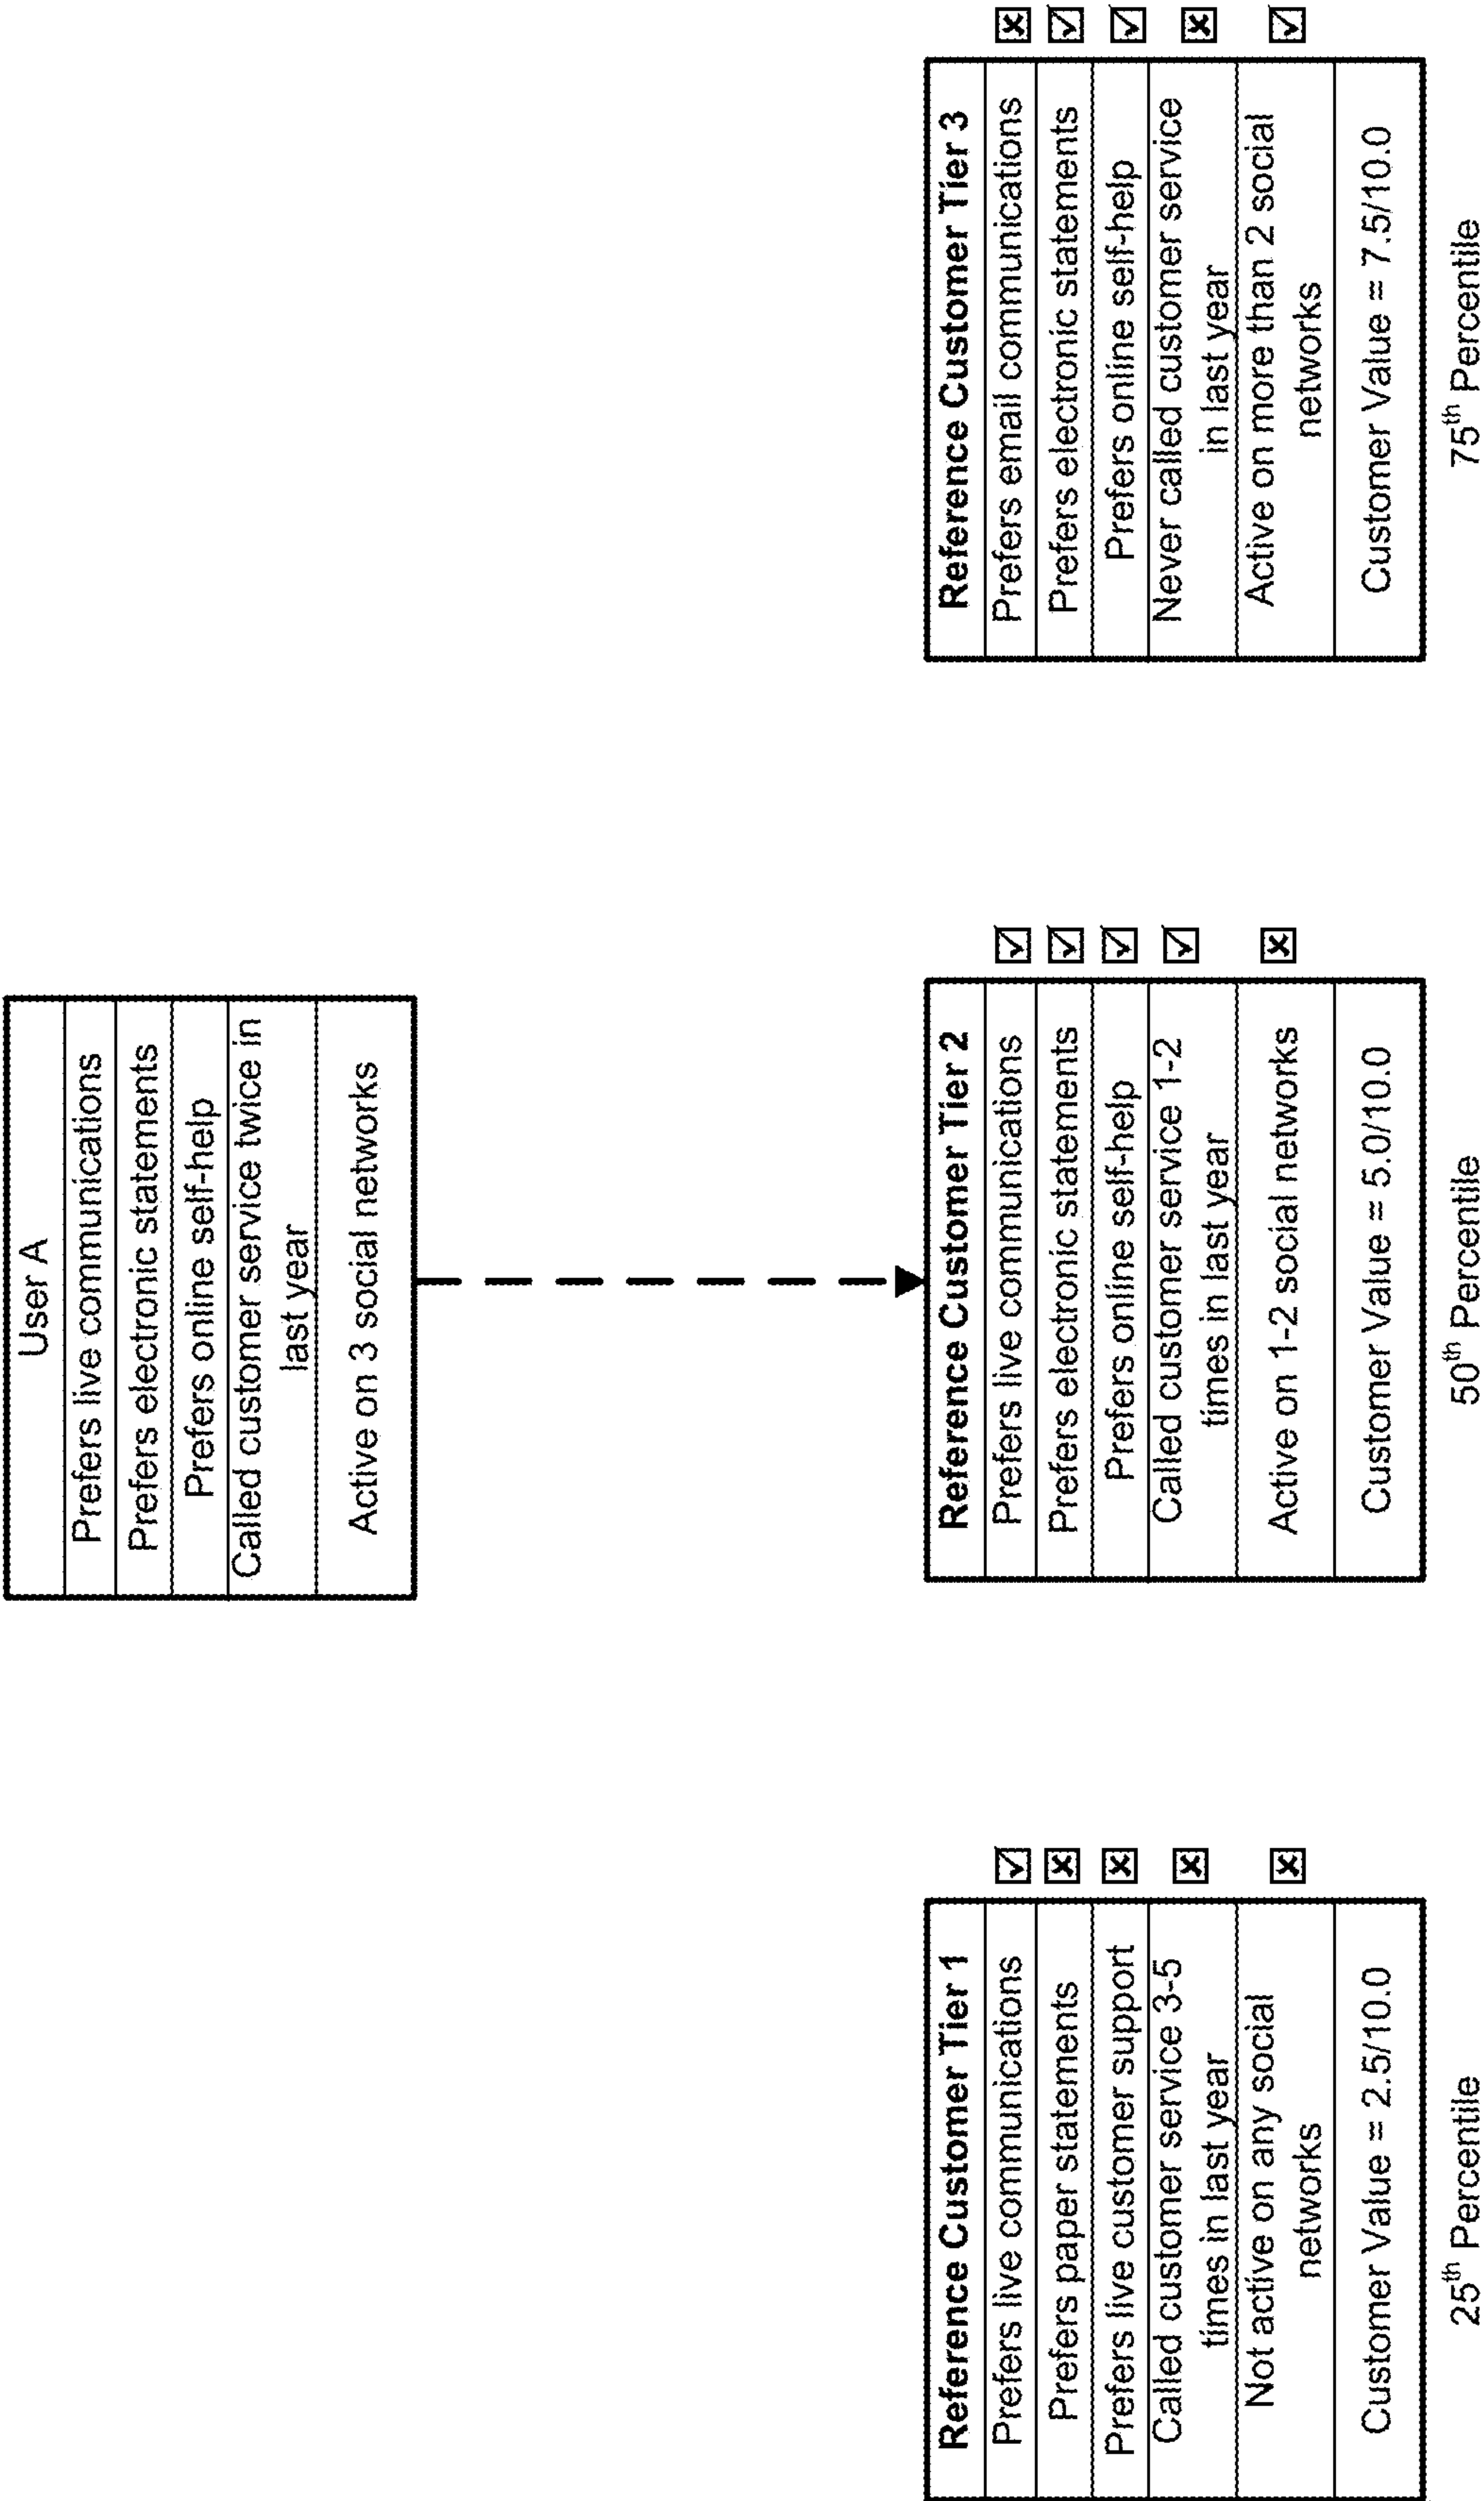 User A
Prefers live communications
Prefers electronic statements
Prefers online self-help
Called customer service twice in
last year
Active on 3 social networks
Reference Customer Tier 1
Prefers live communications
Prefers paper statements
Prefers live customer support
Called customer service 3-5
times in last year
Not active on any social
networks
Customer Value = 2.5/10.0
25th Percentile
Reference Customer Tier 2
Prefers live communications
Prefers electronic statements
Prefers online self-help
Called customer service 1-2
times in last year
Active on 1-2 social networks
Customer Value = 5.0/10.0
50th Percentile
Reference Customer Tier 3
Prefers email communications
Prefers electronic statements
Prefers online self-help
Never called customer service
in last year
Active on more than 2 social
networks
Customer Value = 7.5/10.0
75th Percentile